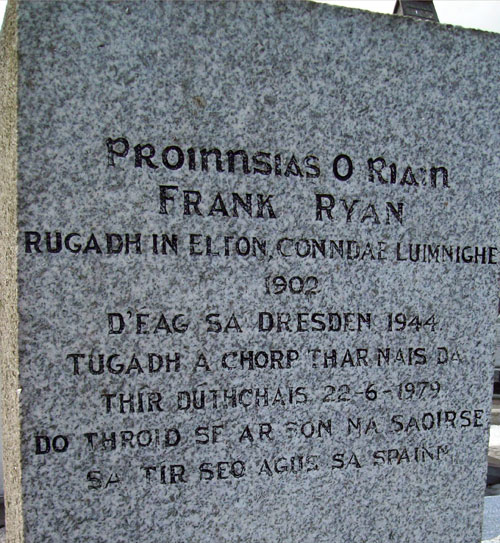 PROINNSIAS O RIAIN
FRANK RYAN
RUGADH IN ELTON, CONNDAE LUIMNIGHE
1902
D'EAG SA DRESDEN 1944
TUGADH A CHORP THAR NAIS DA
THIR DUTHCHAIS 22-6-1979
DO THROID SE AR SON NA SAOIRSE
SA TIR SEO AGUS SA SPAINN